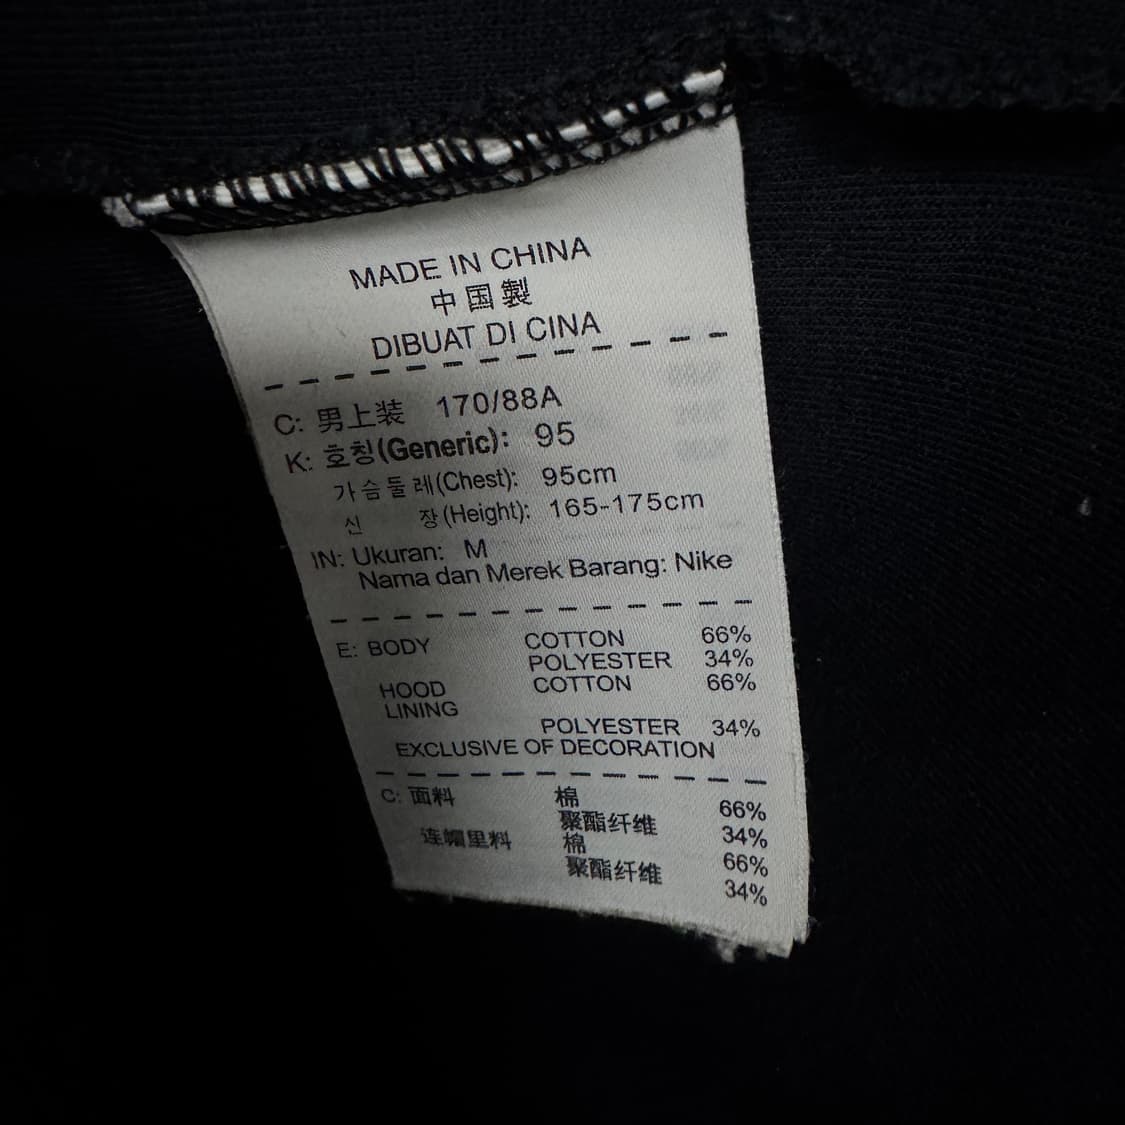 MADE IN CHINA
中国製
DIBUAT DI CINA
C: 男上装 170/88A
K: 호칭(Generic): 95
가슴둘레(Chest): 95cm
신 장(Height): 165-175cm
IN: Ukuran: M
Nama dan Merek Barang: Nike
E: BODY COTTON 66%
POLYESTER 34%
HOOD COTTON 66%
LINING
POLYESTER 34%
EXCLUSIVE OF DECORATION
C: 面料 棉 66%
聚酯纤维 34%
连帽里料 棉 66%
聚酯纤维 34%